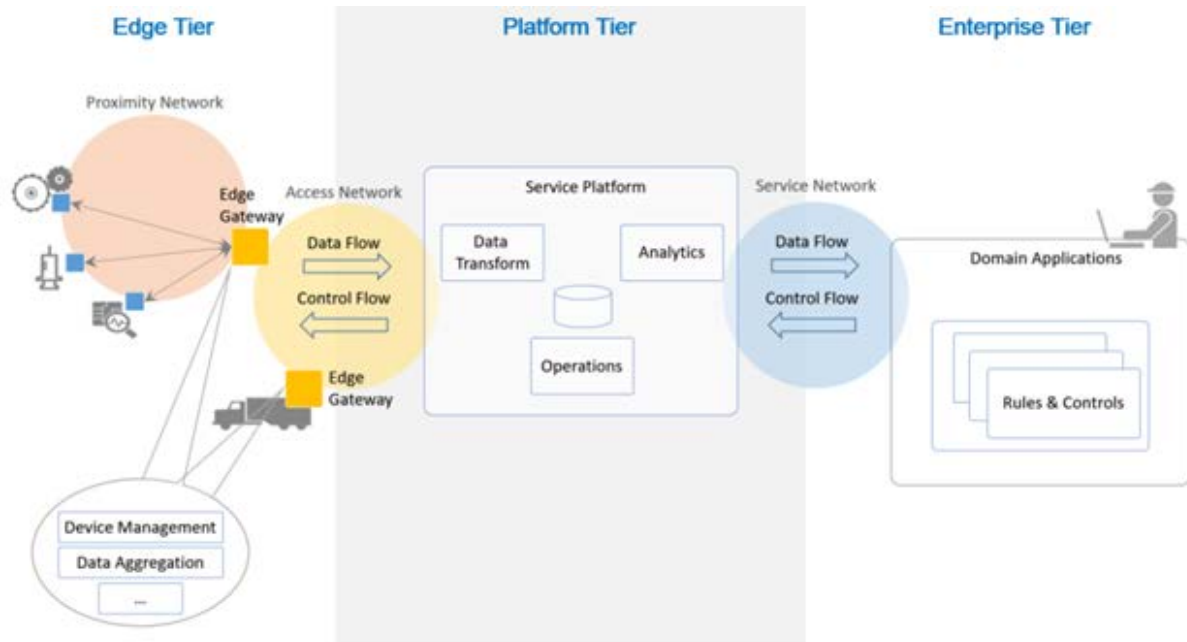 Edge Tier
Platform Tier
Enterprise Tier
Proximity Network
Edge
Gateway
Access Network
Data Flow
Control Flow
Edge
Gateway
Device Management
Data Aggregation
...
Service Platform
Data
Transform
Analytics
Operations
Service Network
Data Flow
Control Flow
Domain Applications
Rules & Controls